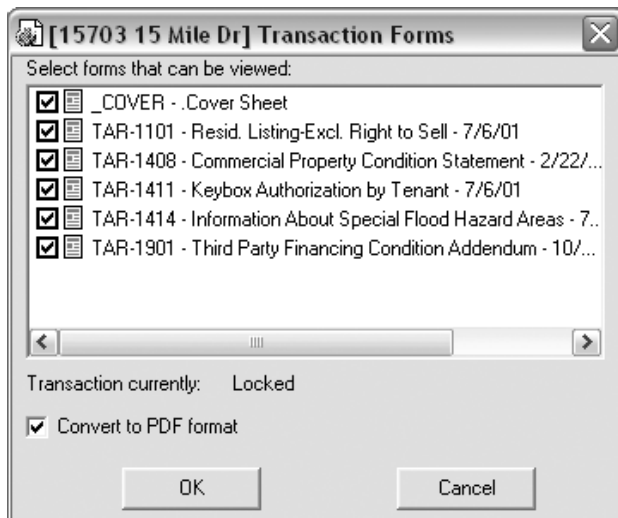 [15703 15 Mile Dr] Transaction Forms
Select forms that can be viewed:
_COVER - .Cover Sheet
TAR-1101 - Resid. Listing-Excl. Right to Sell - 7/6/01
TAR-1408 - Commercial Property Condition Statement - 2/22/...
TAR-1411 - Keybox Authorization by Tenant - 7/6/01
TAR-1414 - Information About Special Flood Hazard Areas - 7..
TAR-1901 - Third Party Financing Condition Addendum - 10/...
Transaction currently: Locked
Convert to PDF format
OK Cancel